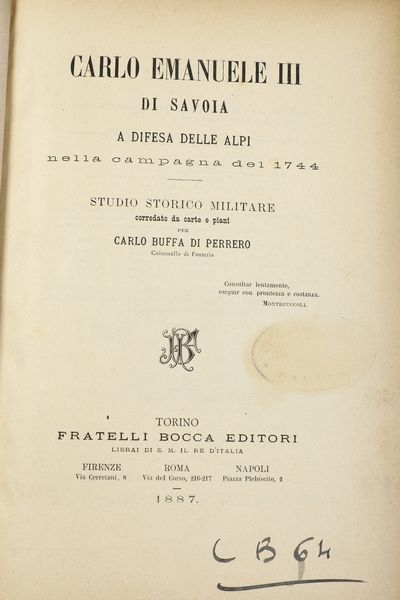 CARLO EMANUELE III
DI SAVOIA
A DIFESA DELLE ALPI
nella campagna del 1744
STUDIO STORICO MILITARE
corredato da carte e piani
PER
CARLO BUFFA DI PERRERO
Colonnello di Fanteria
Consultar lentamente,
eseguir con prontezza e costanza.
MONTECUCCOLI.
TORINO
FRATELLI BOCCA EDITORI
LIBRAI DI S. M. IL RE D'ITALIA
FIRENZE ROMA NAPOLI
Via Cerretani, 8 Via del Corso, 216-217 Piazza Plebiscito, 2
1887.
CB 64